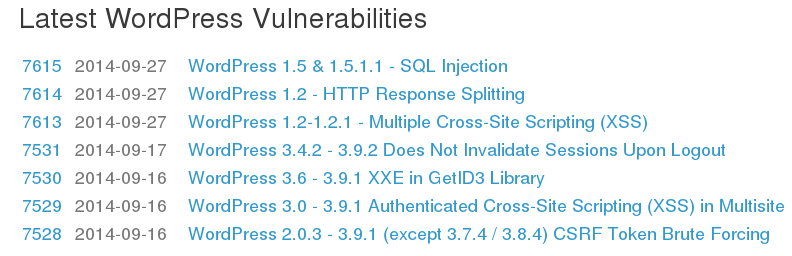 Latest WordPress Vulnerabilities
7615 2014-09-27 WordPress 1.5 & 1.5.1.1 - SQL Injection
7614 2014-09-27 WordPress 1.2 - HTTP Response Splitting
7613 2014-09-27 WordPress 1.2-1.2.1 - Multiple Cross-Site Scripting (XSS)
7531 2014-09-17 WordPress 3.4.2 - 3.9.2 Does Not Invalidate Sessions Upon Logout
7530 2014-09-16 WordPress 3.6 - 3.9.1 XXE in GetID3 Library
7529 2014-09-16 WordPress 3.0 - 3.9.1 Authenticated Cross-Site Scripting (XSS) in Multisite
7528 2014-09-16 WordPress 2.0.3 - 3.9.1 (except 3.7.4 / 3.8.4) CSRF Token Brute Forcing